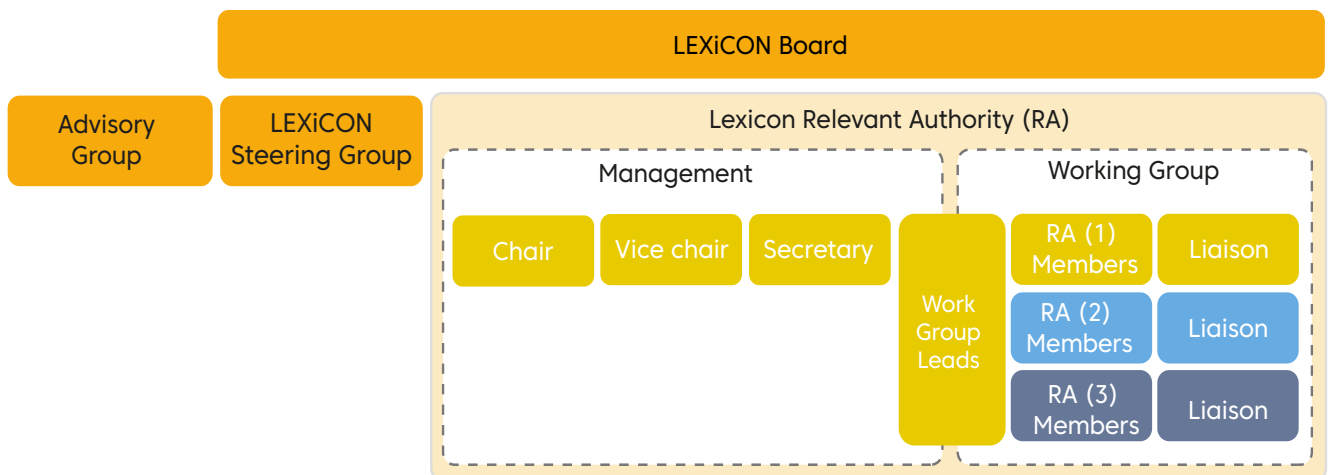 LEXiCON Board
Advisory
Group
LEXiCON
Steering Group
Lexicon Relevant Authority (RA)
Management
Working Group
Chair
Vice chair
Secretary
Work
Group
Leads
RA (1)
Members
Liaison
RA (2)
Members
Liaison
RA (3)
Members
Liaison